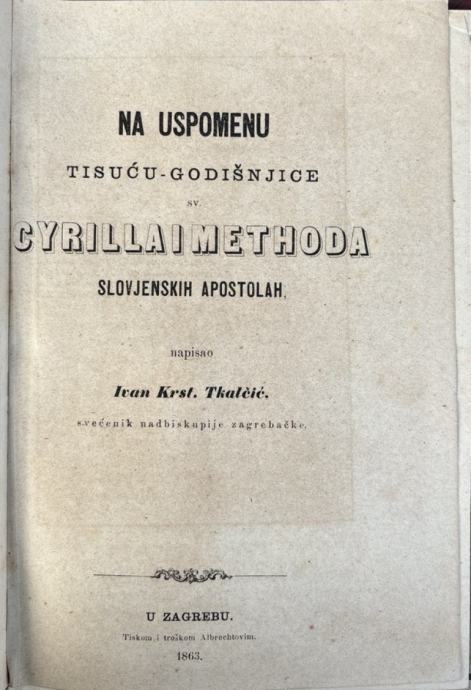 NA USPOMENU
TISUĆU-GODIŠNJICE
SV.
CYRILLA I METHODA
SLOVJENSKIH APOSTOLAH,
napisao
Ivan Krst. Tkalčić,
svećenik nadbiskupije zagrebačke.
U ZAGREBU.
Tiskom i troškom Albrechtovim.
1863.